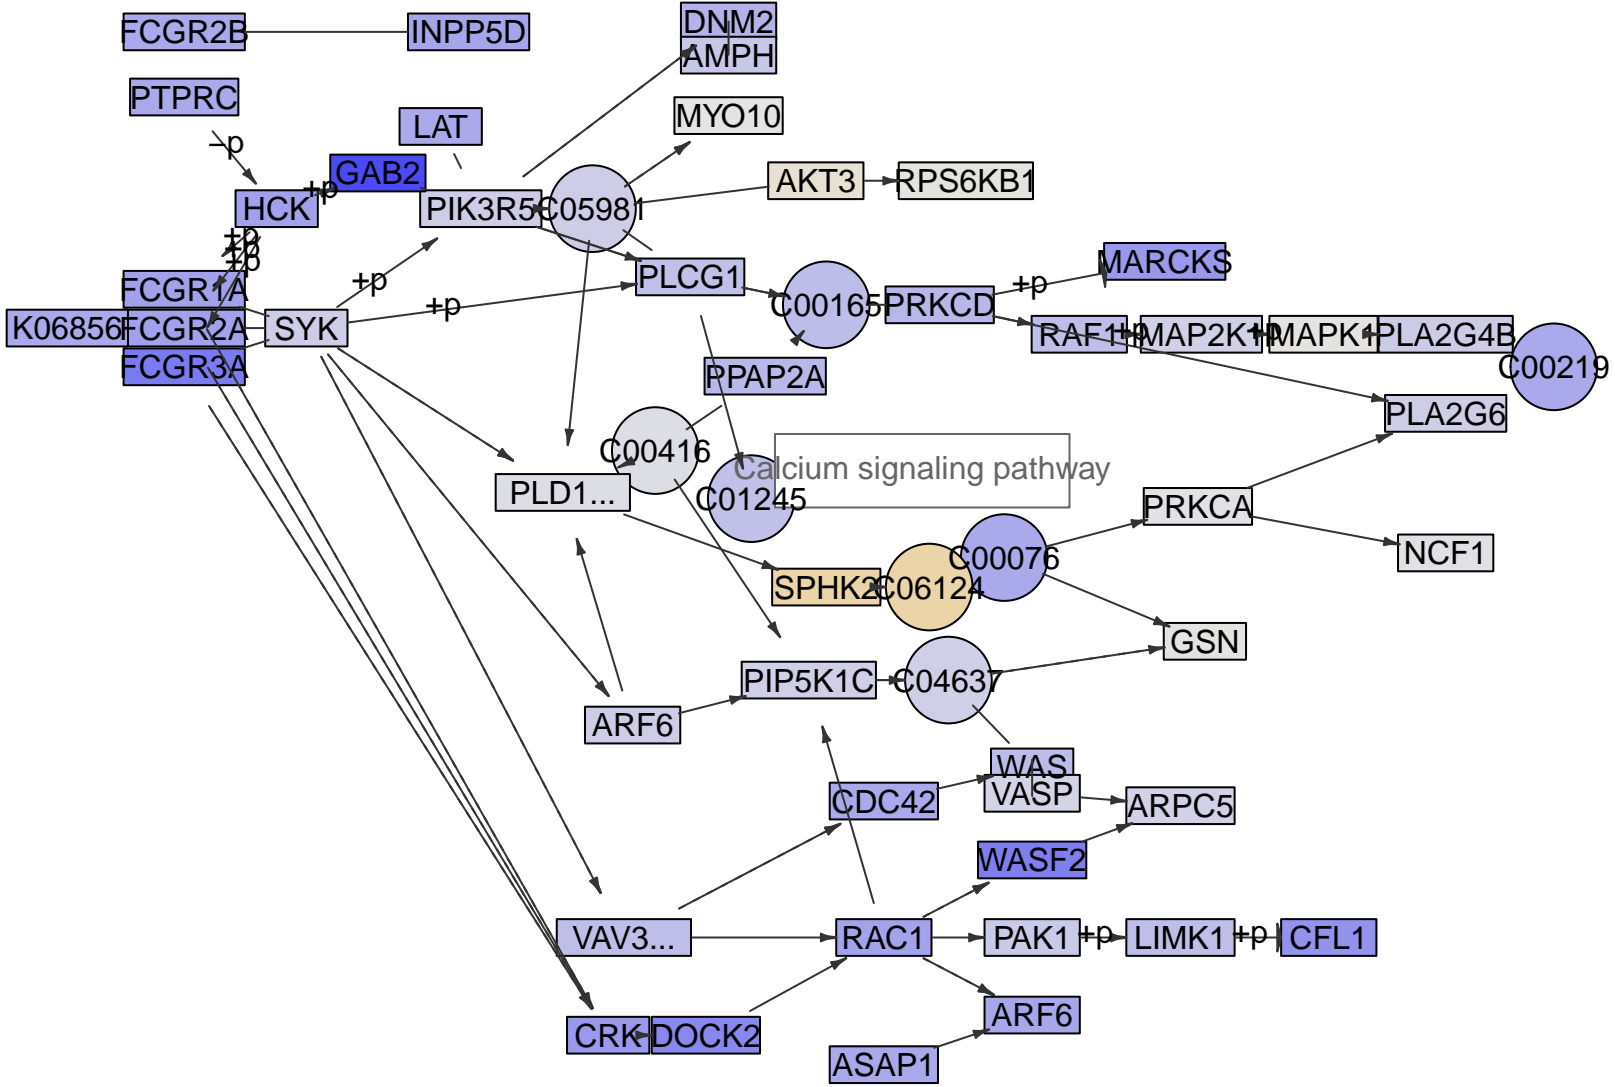 DNM2
FCGR2B
INPP5D
AMPH
PTPRC
MYO10
LAT
–p
GAB2
AKT3
RPS6KB1
+p
HCK
PIK3R5
C05981
+p
+p
+p
MARCKS
PLCG1
+p
+p
FCGR1A
C00165
PRKCD
+p
K06856
FCGR2A
SYK
RAF1
+p
MAP2K1
+p
MAPK1
PLA2G4B
FCGR3A
PPAP2A
C00219
PLA2G6
C00416
Calcium signaling pathway
PLD1...
C01245
PRKCA
NCF1
C00076
SPHK2
C06124
GSN
PIP5K1C
C04637
ARF6
WAS
VASP
CDC42
ARPC5
WASF2
VAV3...
RAC1
PAK1
+p
LIMK1
+p
CFL1
ARF6
CRK
DOCK2
ASAP1